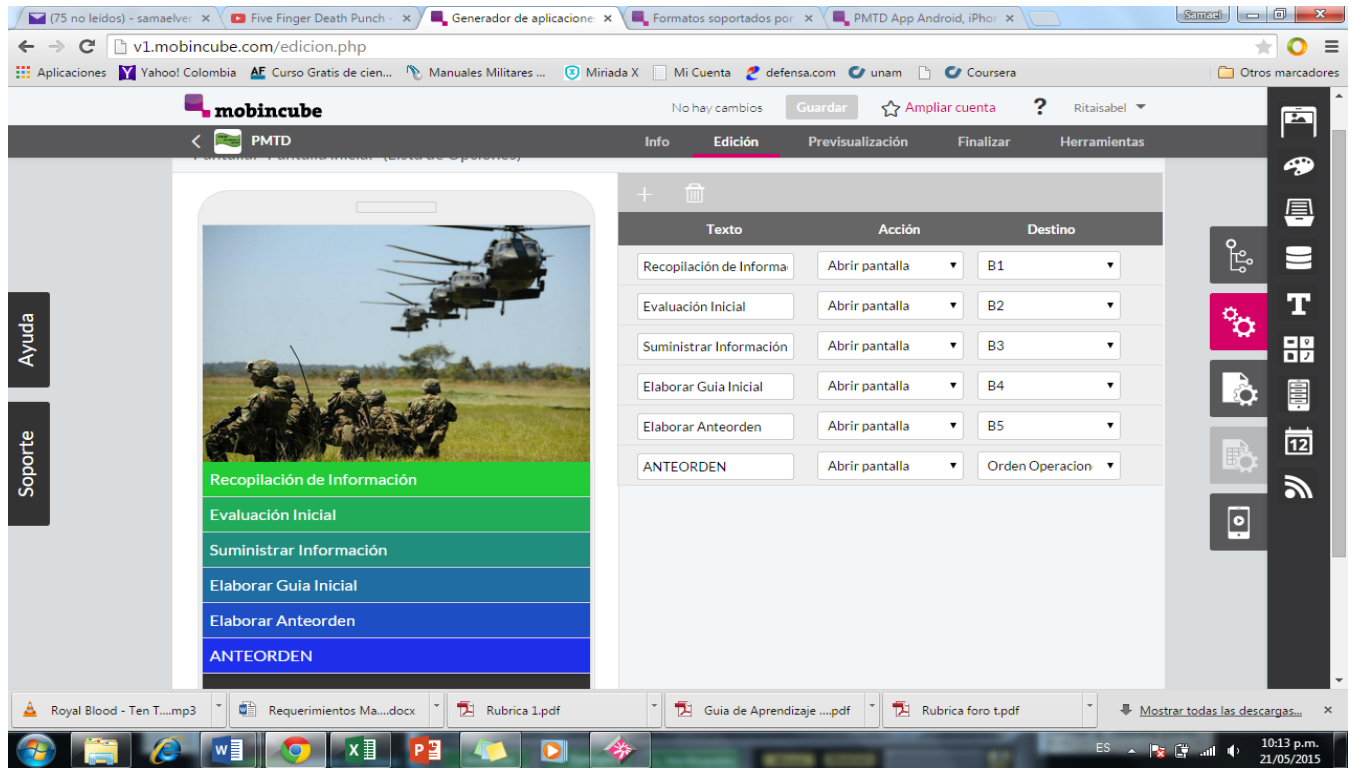 (75 no leídos) - samaelver
Five Finger Death Punch -
Generador de aplicacione
Formatos soportados por
PMTD App Android, iPhor
Samael
v1.mobincube.com/edicion.php
Aplicaciones
Yahoo! Colombia
AF Curso Gratis de cien...
Manuales Militares ...
Miriada X
Mi Cuenta
defensa.com
unam
Coursera
Otros marcadores
mobincube
No hay cambios
Guardar
Ampliar cuenta
?
Ritaisabel
PMTD
Info
Edición
Previsualización
Finalizar
Herramientas
Ayuda
Soporte
Recopilación de Información
Evaluación Inicial
Suministrar Información
Elaborar Guia Inicial
Elaborar Anteorden
ANTEORDEN
Texto Acción Destino
Recopilación de Informa Abrir pantalla B1
Evaluación Inicial Abrir pantalla B2
Suministrar Información Abrir pantalla B3
Elaborar Guia Inicial Abrir pantalla B4
Elaborar Anteorden Abrir pantalla B5
ANTEORDEN Abrir pantalla Orden Operacion
T
12
Royal Blood - Ten T....mp3
Requerimientos Ma....docx
Rubrica 1.pdf
Guia de Aprendizaje ....pdf
Rubrica foro t.pdf
Mostrar todas las descargas...
ES
10:13 p.m.
21/05/2015